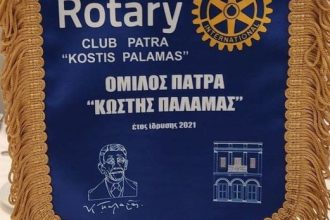 Rotary
INTERNATIONAL
CLUB PATRA
"KOSTIS PALAMAS"
ΟΜΙΛΟΣ ΠΑΤΡΑ
"ΚΩΣΤΗΣ ΠΑΛΑΜΑΣ"
έτος ίδρυσης 2021